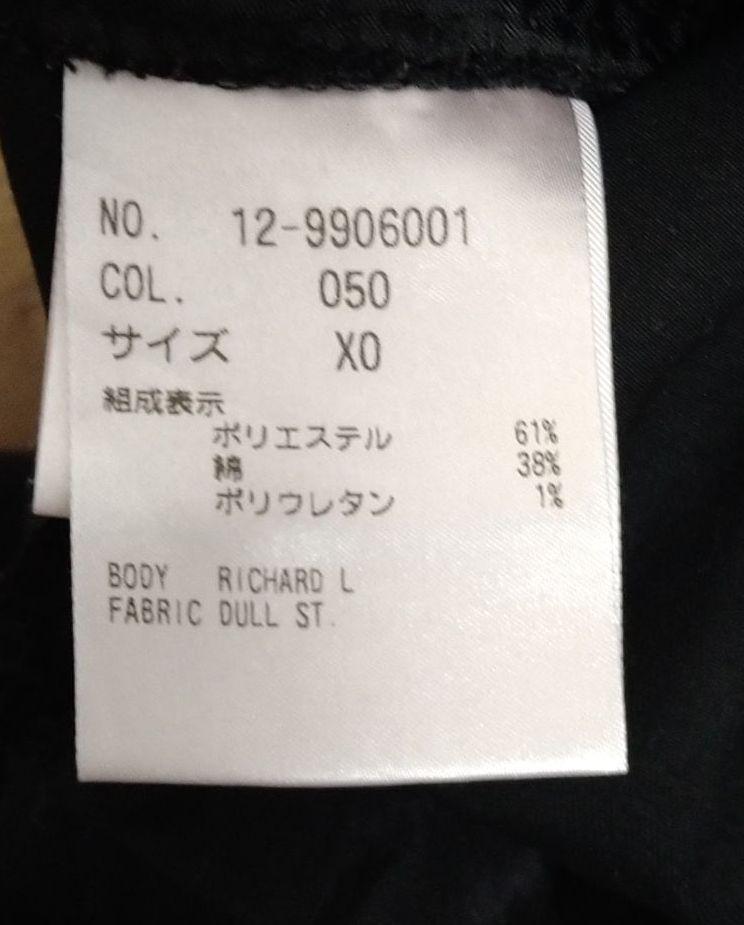 NO. 12-9906001
COL. 050
サイズ XO
組成表示
ポリエステル 61%
綿 38%
ポリウレタン 1%
BODY RICHARD L
FABRIC DULL ST.